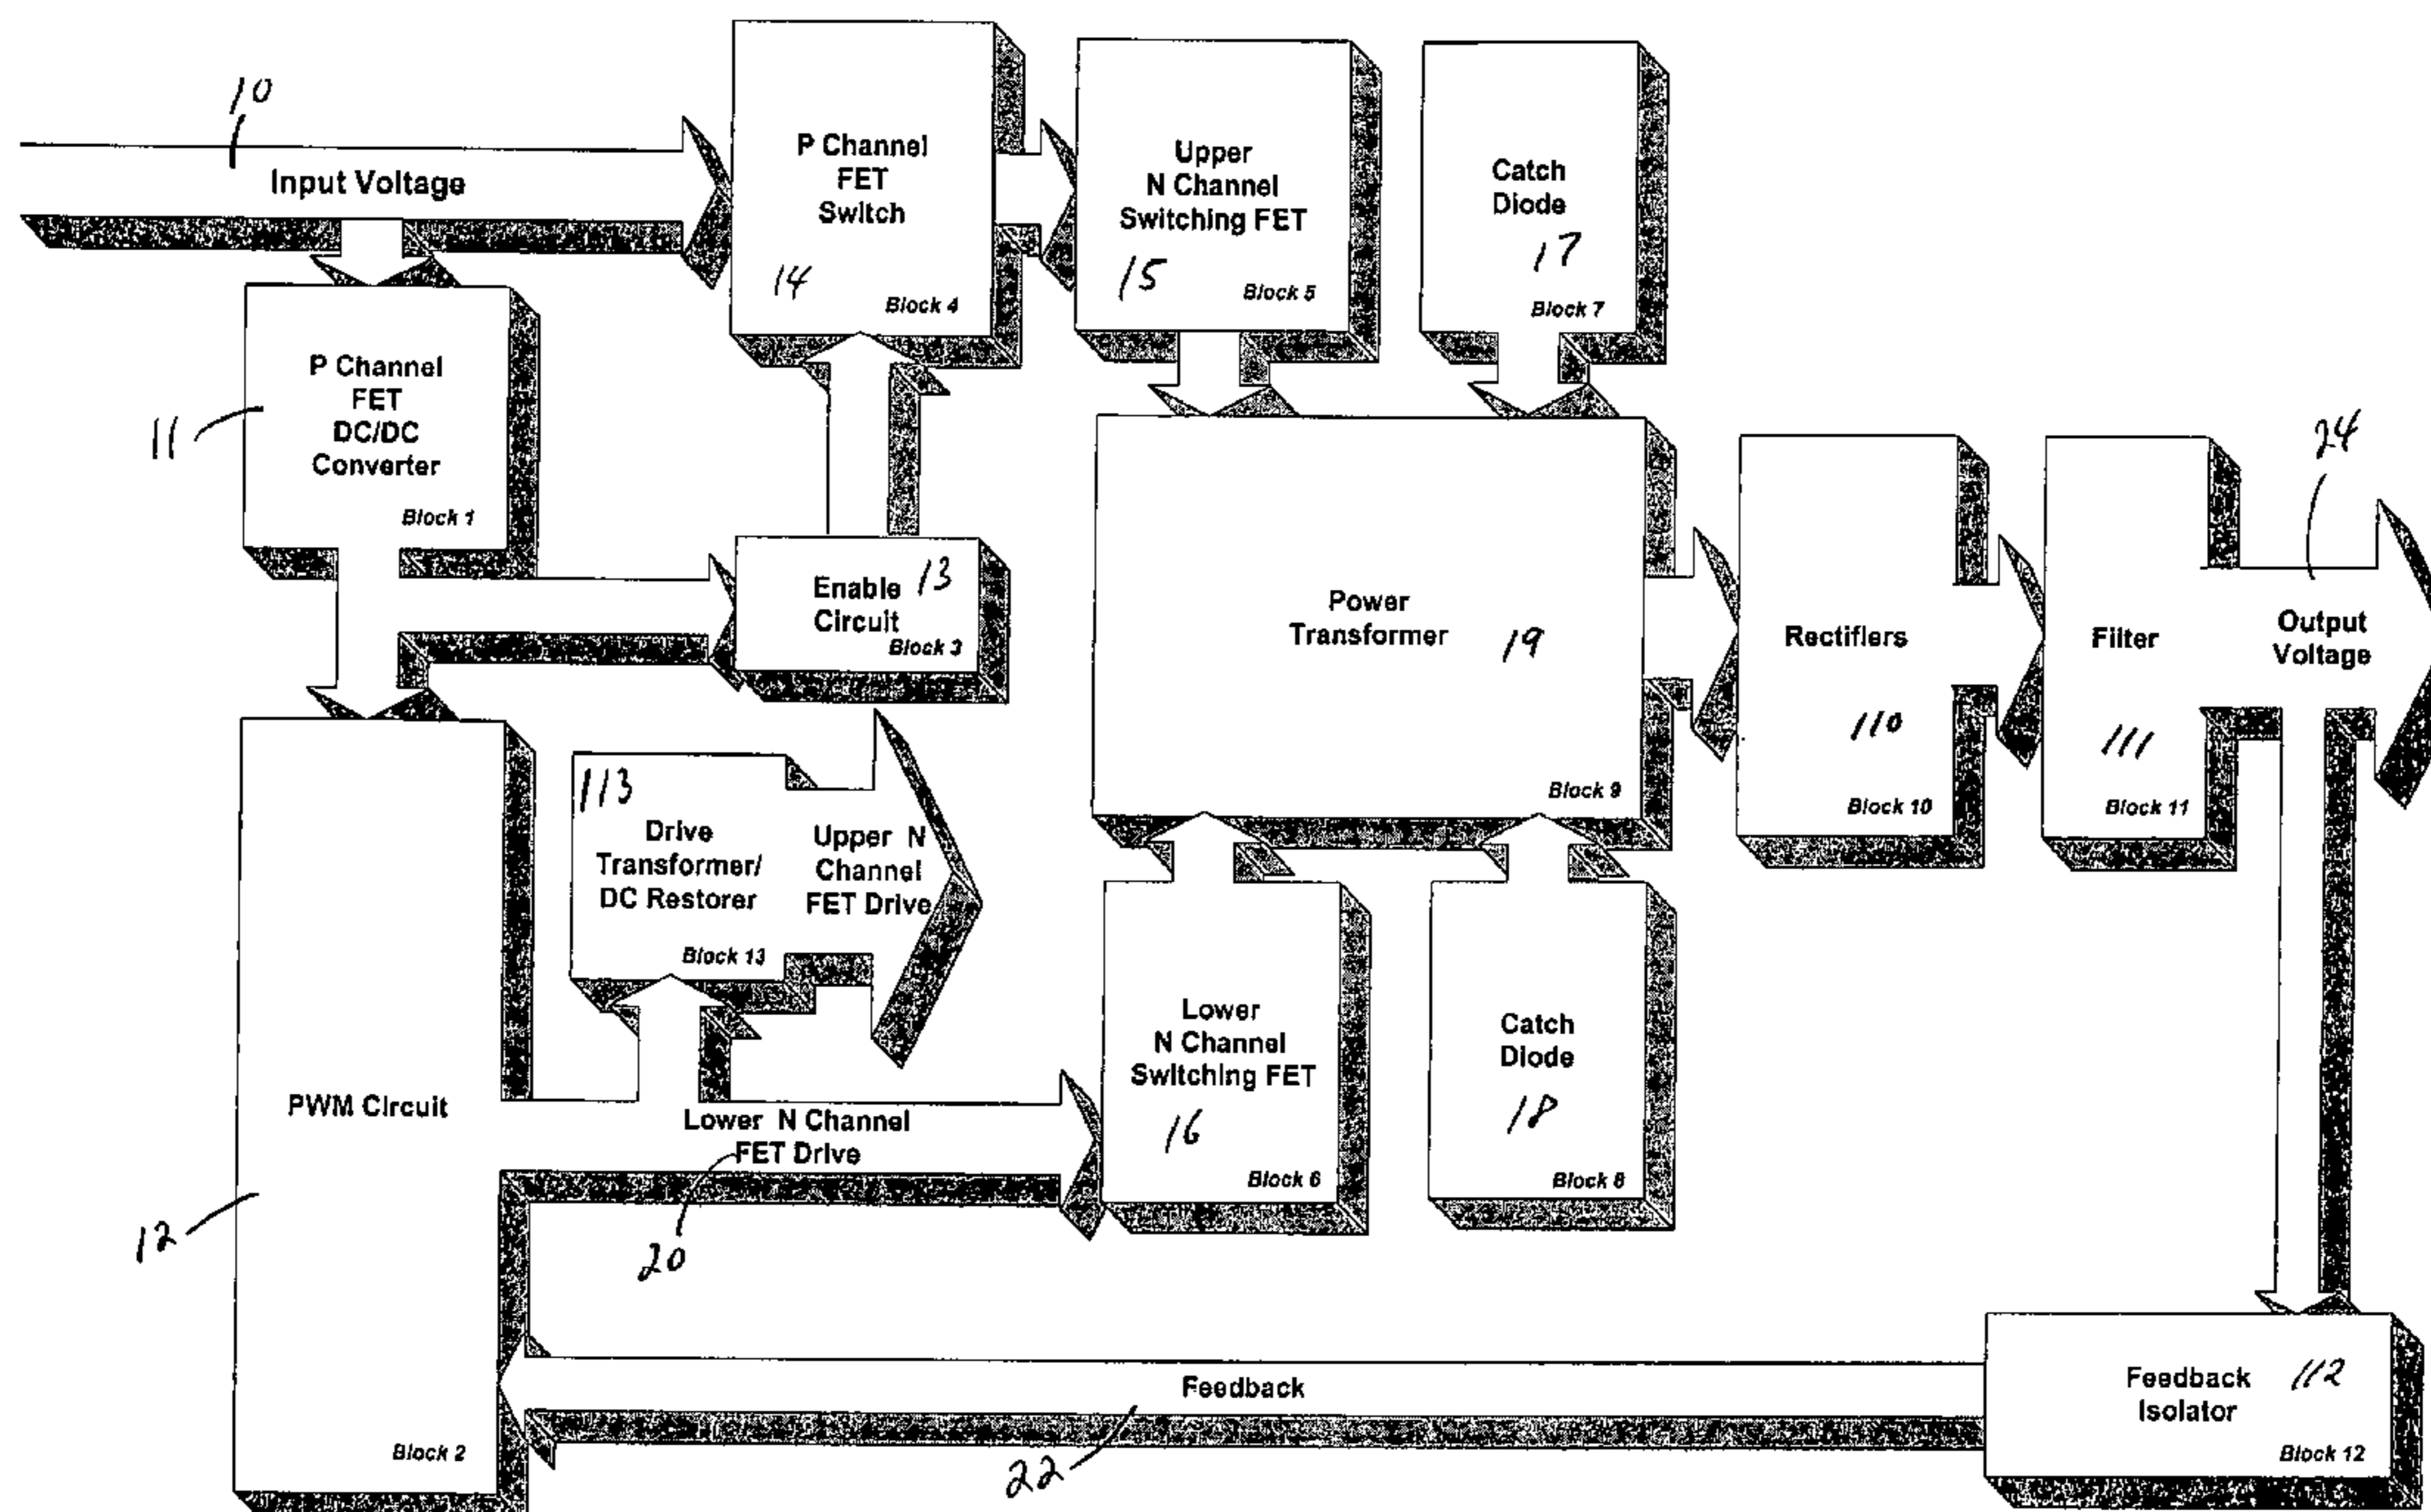 10
Input Voltage
P Channel
FET
Switch
14
Block 4
Upper
N Channel
Switching FET
15
Block 5
Catch
Diode
17
Block 7
11
P Channel
FET
DC/DC
Converter
Block 1
Enable
Circuit
13
Block 3
Power
Transformer
19
Block 9
Rectifiers
110
Block 10
Filter
111
Block 11
24
Output
Voltage
113
Drive
Transformer/
DC Restorer
Block 13
Upper N
Channel
FET Drive
PWM Circuit
12
Block 2
Lower N Channel
FET Drive
20
Lower
N Channel
Switching FET
16
Block 6
Catch
Diode
18
Block 8
Feedback
22
Feedback
Isolator
112
Block 12